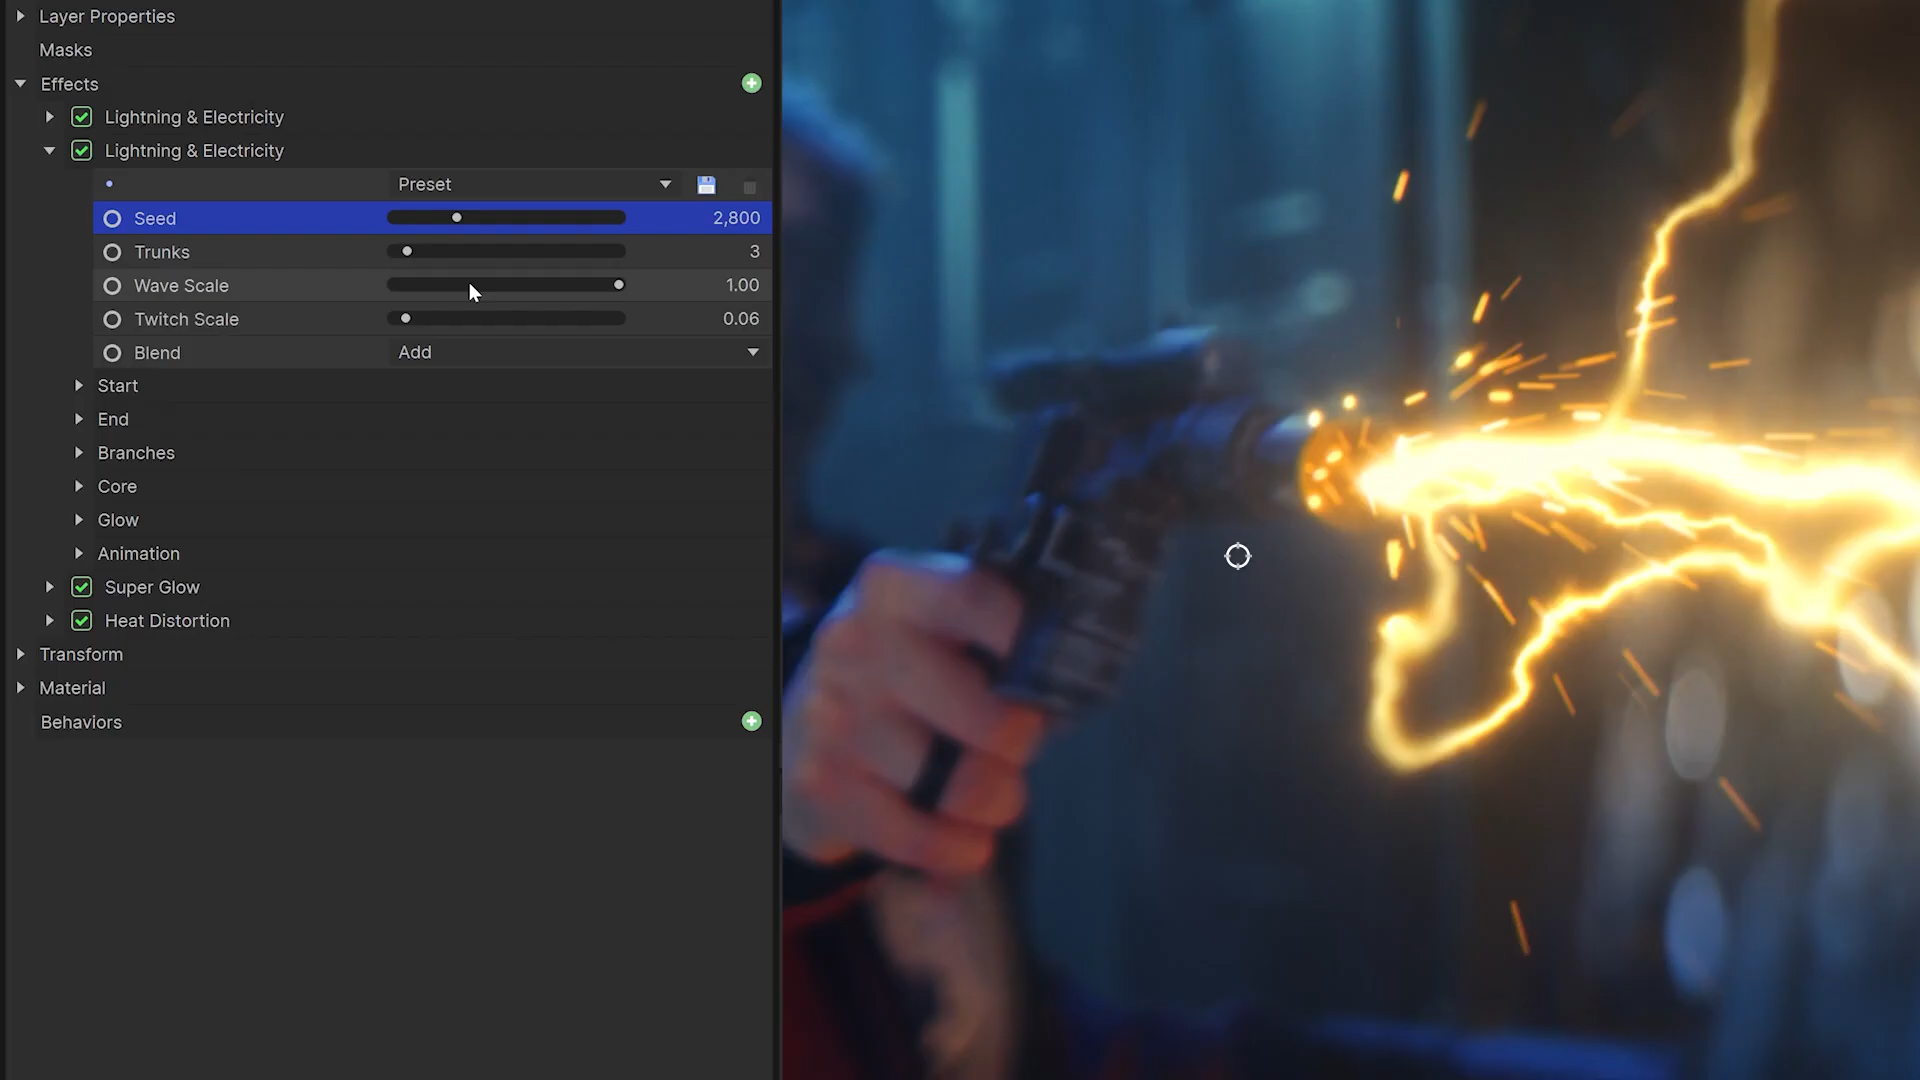 Layer Properties
Masks
Effects
Lightning & Electricity
Lightning & Electricity
Preset
Seed 2,800
Trunks 3
Wave Scale 1.00
Twitch Scale 0.06
Blend Add
Start
End
Branches
Core
Glow
Animation
Super Glow
Heat Distortion
Transform
Material
Behaviors